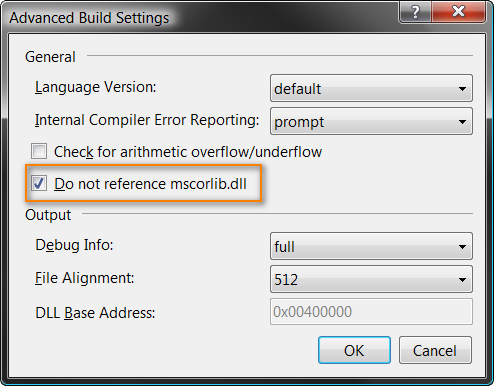 Advanced Build Settings
?
General
Language Version: default
Internal Compiler Error Reporting: prompt
Check for arithmetic overflow/underflow
Do not reference mscorlib.dll
Output
Debug Info: full
File Alignment: 512
DLL Base Address: 0x00400000
OK Cancel